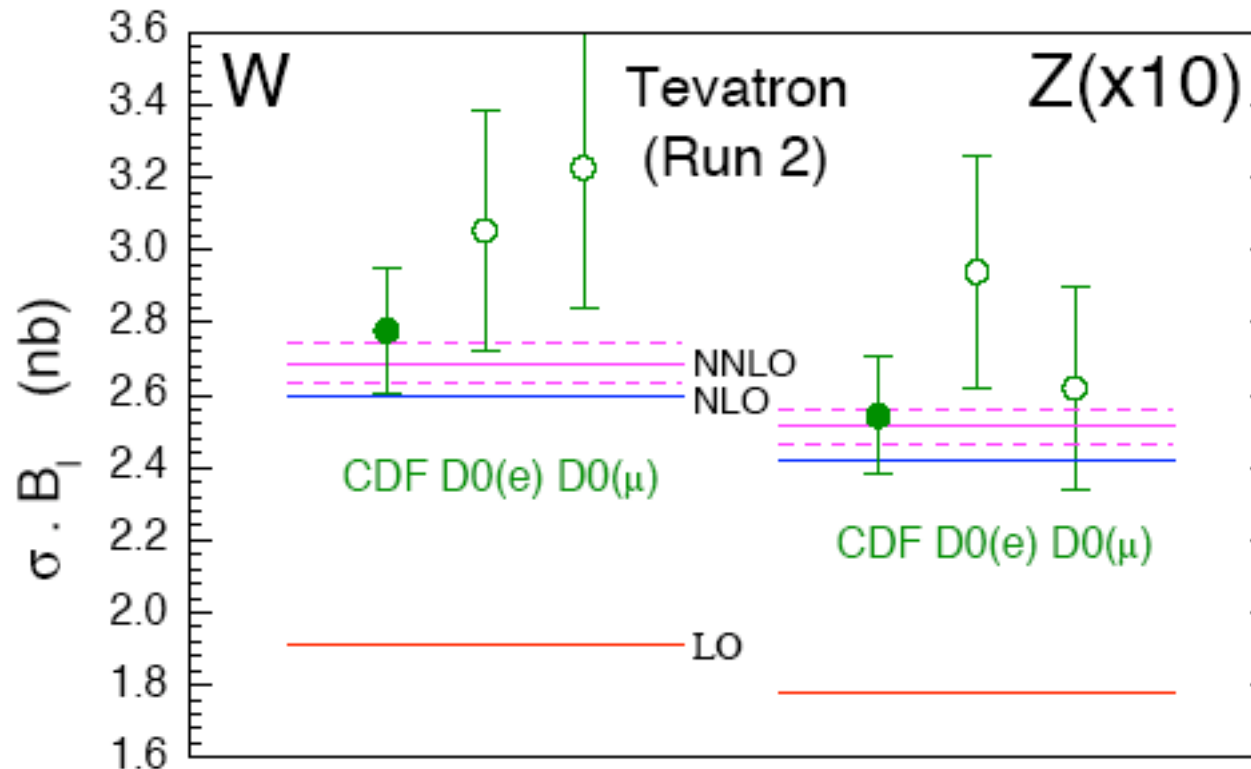 3.6
3.4
3.2
3.0
2.8
2.6
2.4
2.2
2.0
1.8
1.6
σ . Bl (nb)
W
Tevatron
(Run 2)
Z(x10)
NNLO
NLO
CDF D0(e) D0(μ)
CDF D0(e) D0(μ)
LO